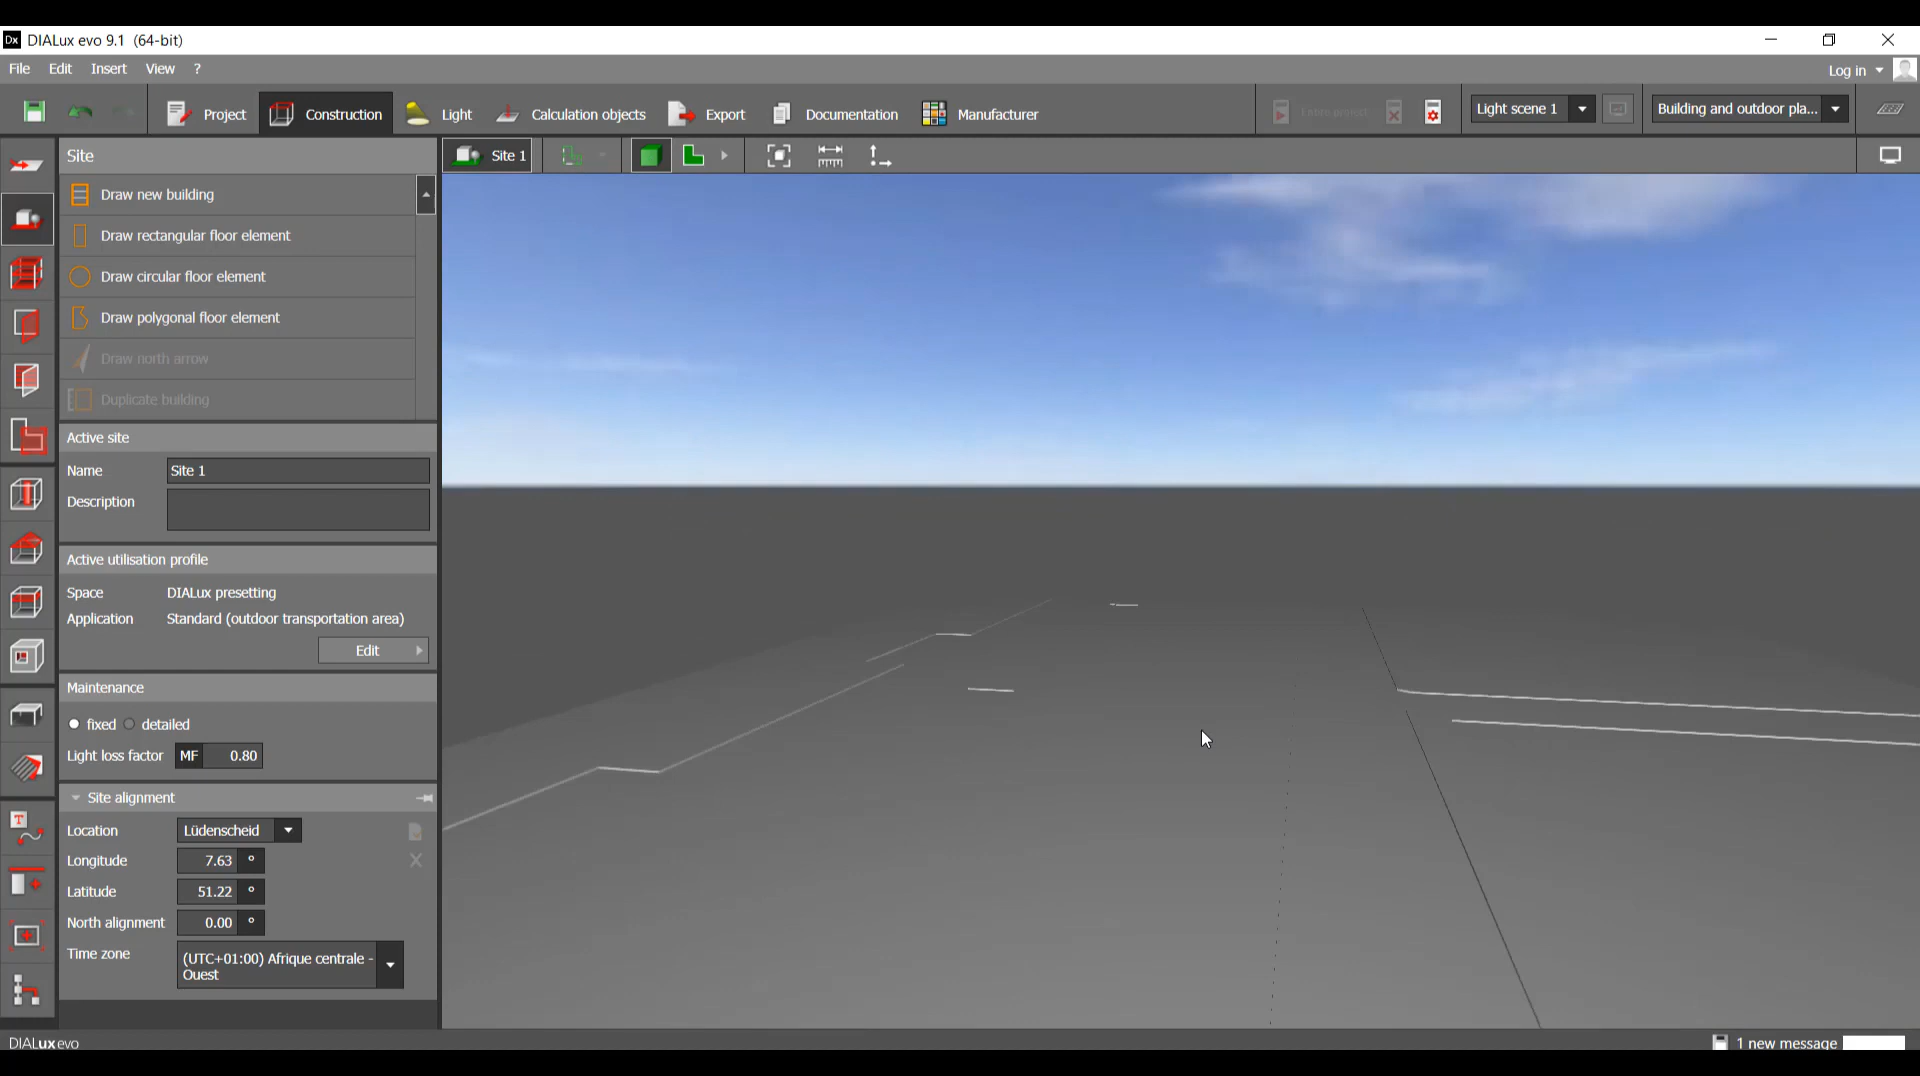 DIALux evo 9.1 (64-bit)
File Edit Insert View ?
Log in
Project Construction Light Calculation objects Export Documentation Manufacturer
Entire project
Light scene 1
Building and outdoor pla...
Site
Site 1
Draw new building
Draw rectangular floor element
Draw circular floor element
Draw polygonal floor element
Draw north arrow
Duplicate building
Active site
Name Site 1
Description
Active utilisation profile
Space DIALux presetting
Application Standard (outdoor transportation area)
Edit
Maintenance
fixed detailed
Light loss factor MF 0.80
Site alignment
Location Lüdenscheid
Longitude 7.63 °
Latitude 51.22 °
North alignment 0.00 °
Time zone (UTC+01:00) Afrique centrale -
Ouest
DIALux evo
1 new message